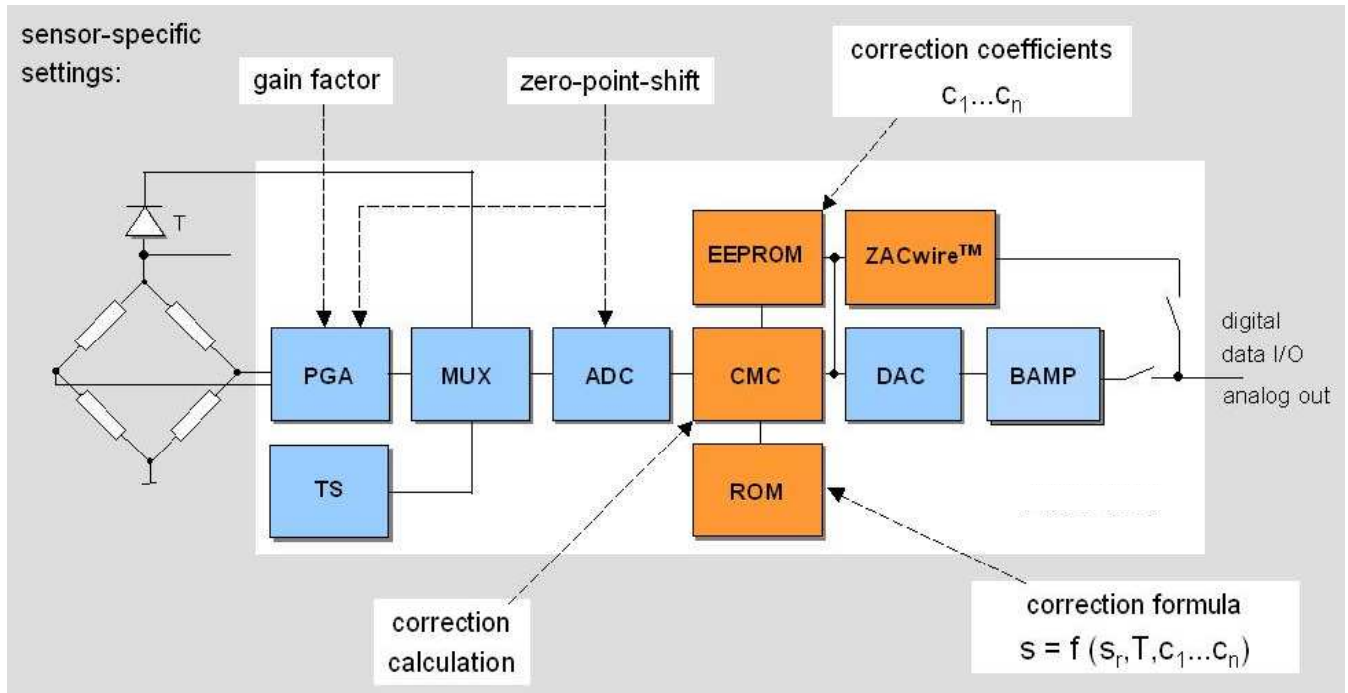 sensor-specific
settings:
gain factor
zero-point-shift
correction coefficients
c₁...cₙ
T
EEPROM
ZACwire™
PGA
MUX
ADC
CMC
DAC
BAMP
digital
data I/O
analog out
TS
ROM
correction
calculation
correction formula
s = f (sᵣ,T,c₁...cₙ)